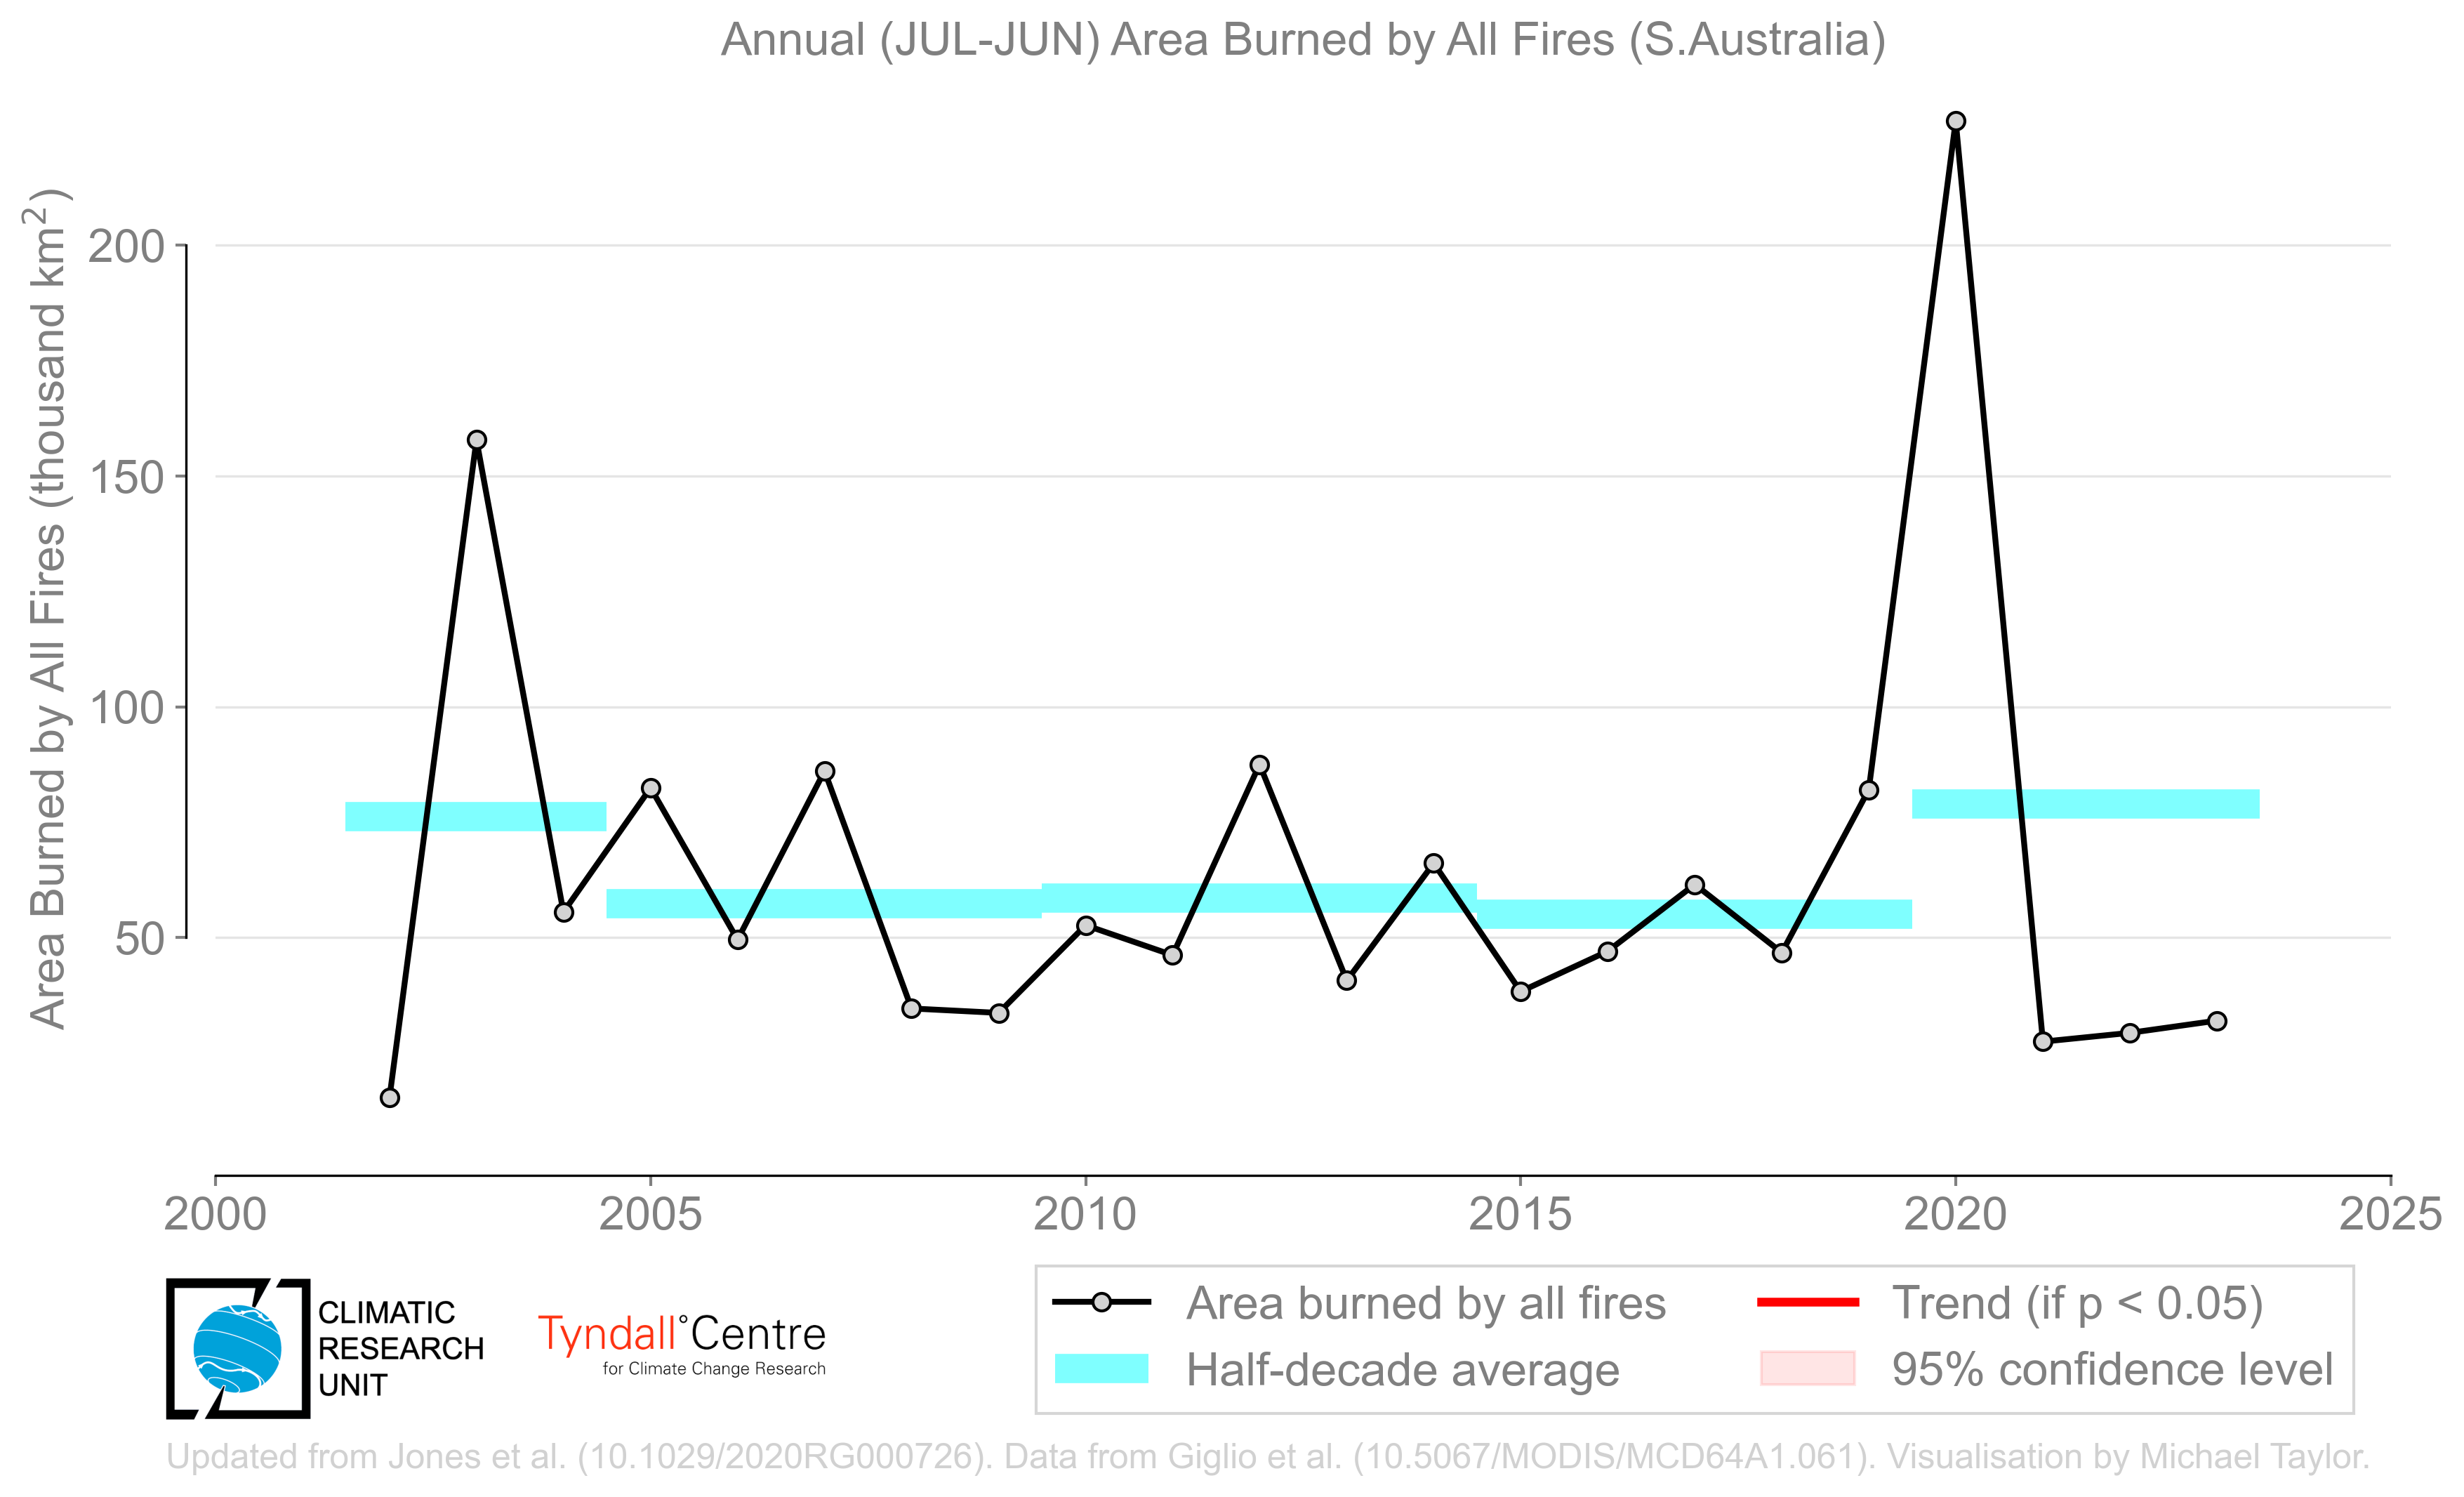 Annual (JUL-JUN) Area Burned by All Fires (S.Australia)
Area Burned by All Fires (thousand km²)
200
150
100
50
2000
2005
2010
2015
2020
2025
CLIMATIC
RESEARCH
UNIT
Tyndall°Centre
for Climate Change Research
Area burned by all fires
Half-decade average
Trend (if p < 0.05)
95% confidence level
Updated from Jones et al. (10.1029/2020RG000726). Data from Giglio et al. (10.5067/MODIS/MCD64A1.061). Visualisation by Michael Taylor.